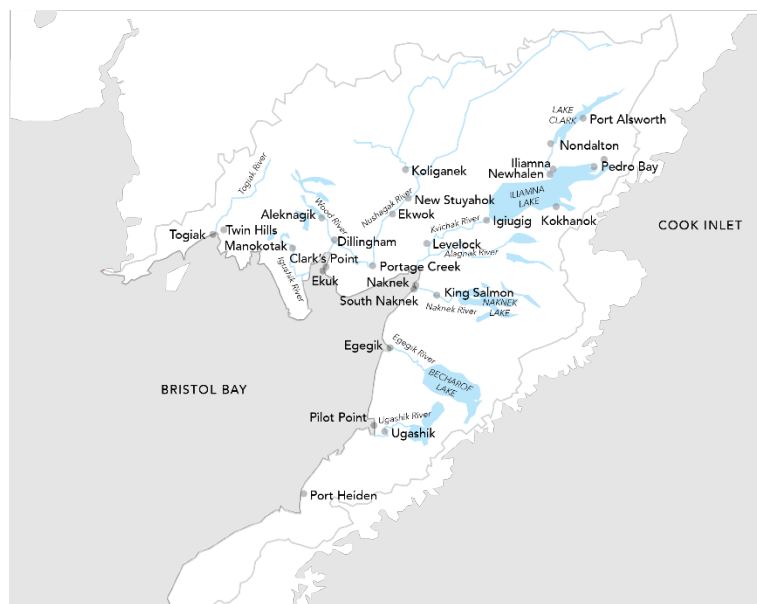 LAKE
CLARK
Port Alsworth
Nondalton
Iliamna
Newhalen
Pedro Bay
Togiak River
Koliganek
ILIAMNA
LAKE
Wood River
Nushagak River
New Stuyahok
Aleknagik
Ekwok
Kvichak River
Igiugig
Kokhanok
COOK INLET
Togiak
Twin Hills
Manokotak
Dillingham
Levelock
Alagnak River
Clark's Point
Igushik River
Portage Creek
Ekuk
Naknek
South Naknek
King Salmon
NAKNEK
LAKE
Naknek River
Egegik
Egegik River
BECHAROF
LAKE
BRISTOL BAY
Pilot Point
Ugashik River
Ugashik
Port Heiden